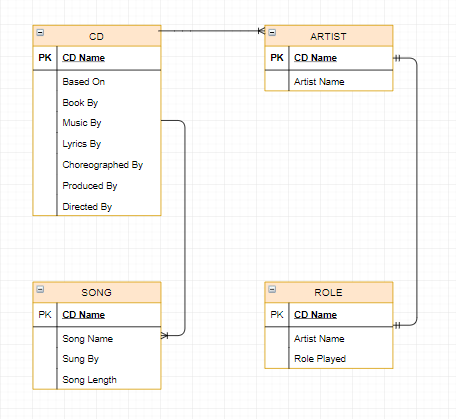 CD
PK CD Name
Based On
Book By
Music By
Lyrics By
Choreographed By
Produced By
Directed By
ARTIST
PK CD Name
Artist Name
SONG
PK CD Name
Song Name
Sung By
Song Length
ROLE
PK CD Name
Artist Name
Role Played